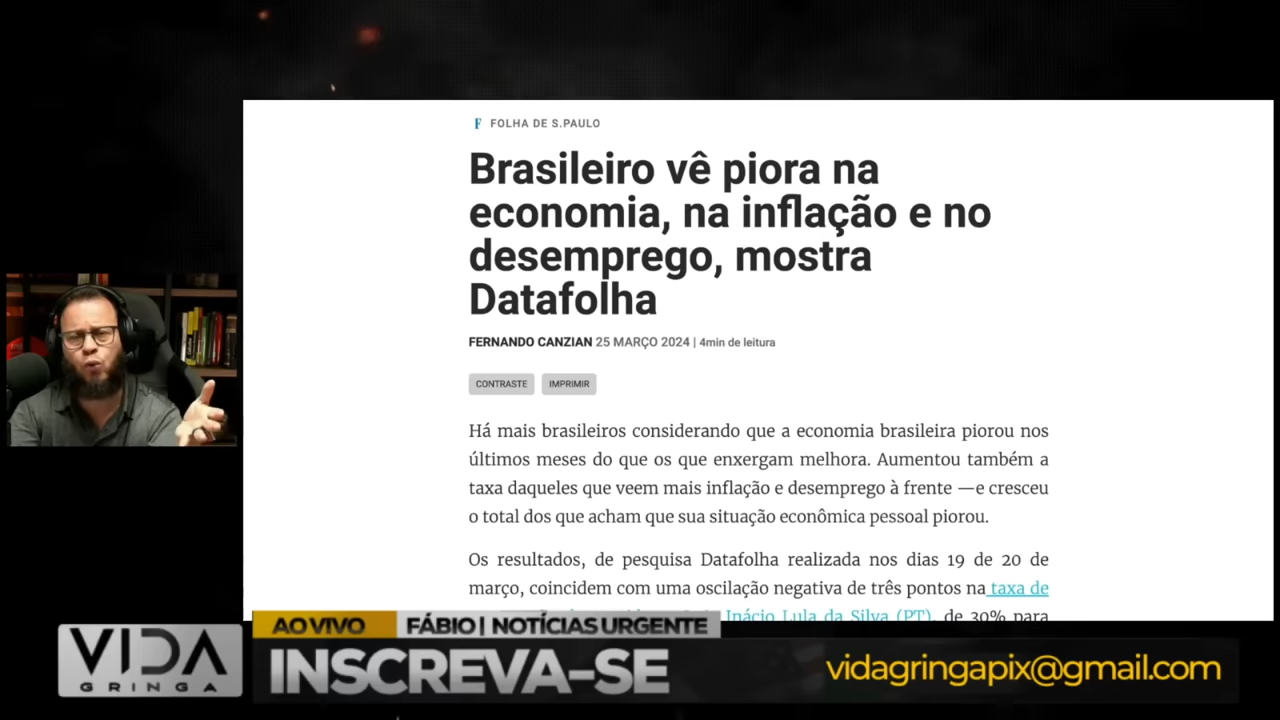 F FOLHA DE S.PAULO
Brasileiro vê piora na
economia, na inflação e no
desemprego, mostra
Datafolha
FERNANDO CANZIAN 25 MARÇO 2024 | 4min de leitura
CONTRASTE IMPRIMIR
Há mais brasileiros considerando que a economia brasileira piorou nos
últimos meses do que os que enxergam melhora. Aumentou também a
taxa daqueles que veem mais inflação e desemprego à frente —e cresceu
o total dos que acham que sua situação econômica pessoal piorou.
Os resultados, de pesquisa Datafolha realizada nos dias 19 de 20 de
março, coincidem com uma oscilação negativa de três pontos na taxa de
Inácio Lula da Silva (PT), de 30% para
AO VIVO FÁBIO | NOTÍCIAS URGENTE
VIDA
GRINGA
INSCREVA-SE
vidagringapix@gmail.com